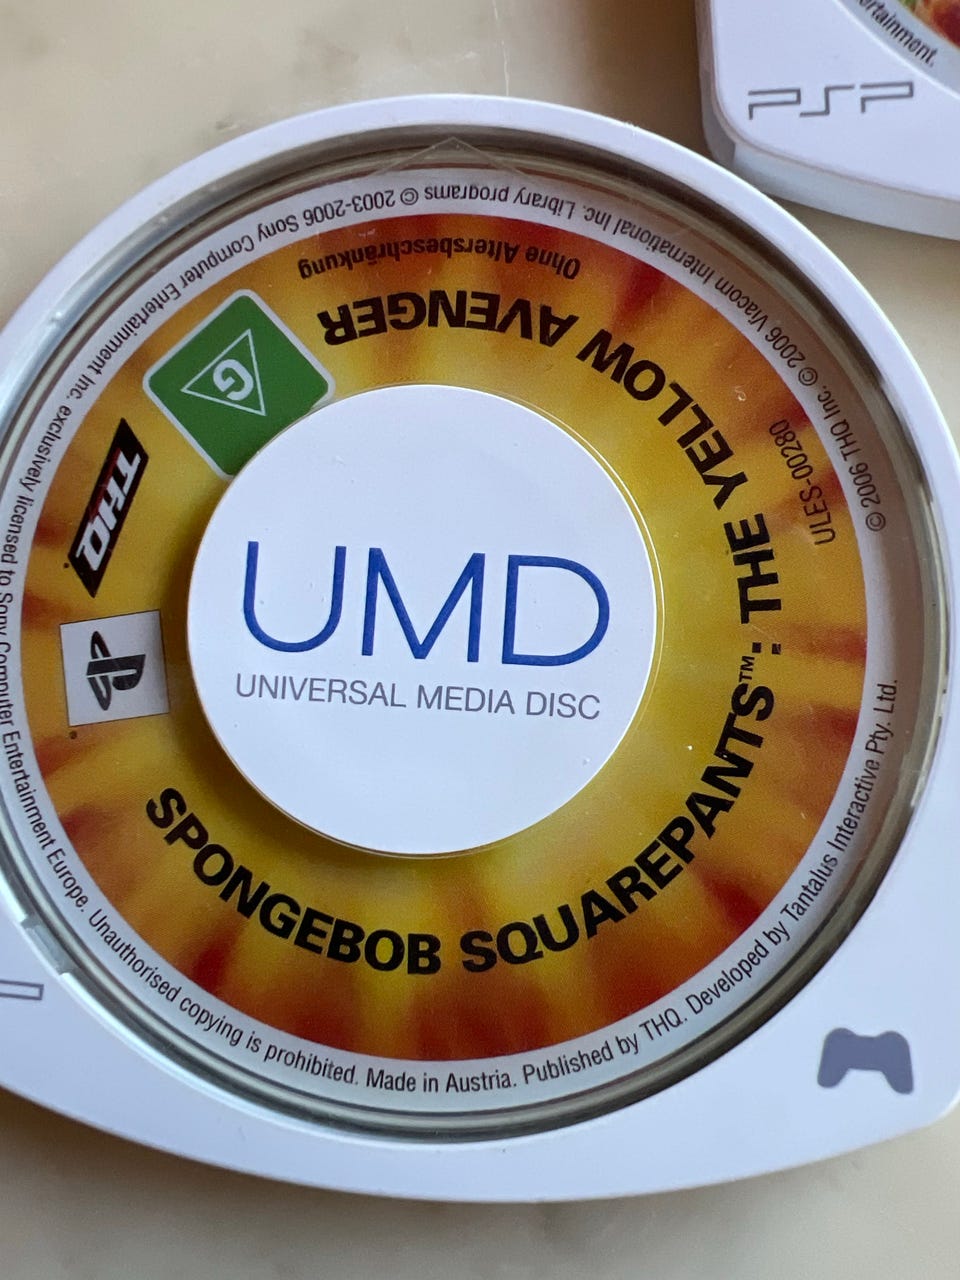 UMD
UNIVERSAL MEDIA DISC
SPONGEBOB SQUAREPANTS™: THE YELLOW AVENGER
Ohne Altersbeschränkung
ULES-00280
G
THQ
Library programs © 2003-2006 Sony Computer Entertainment Inc. exclusively licensed to Sony Computer Entertainment Europe. Unauthorised copying is prohibited. Made in Austria. Published by THQ. Developed by Tantalus Interactive Pty. Ltd.
© 2006 THQ Inc. © 2006 Viacom International Inc.
PSP
ertainment.